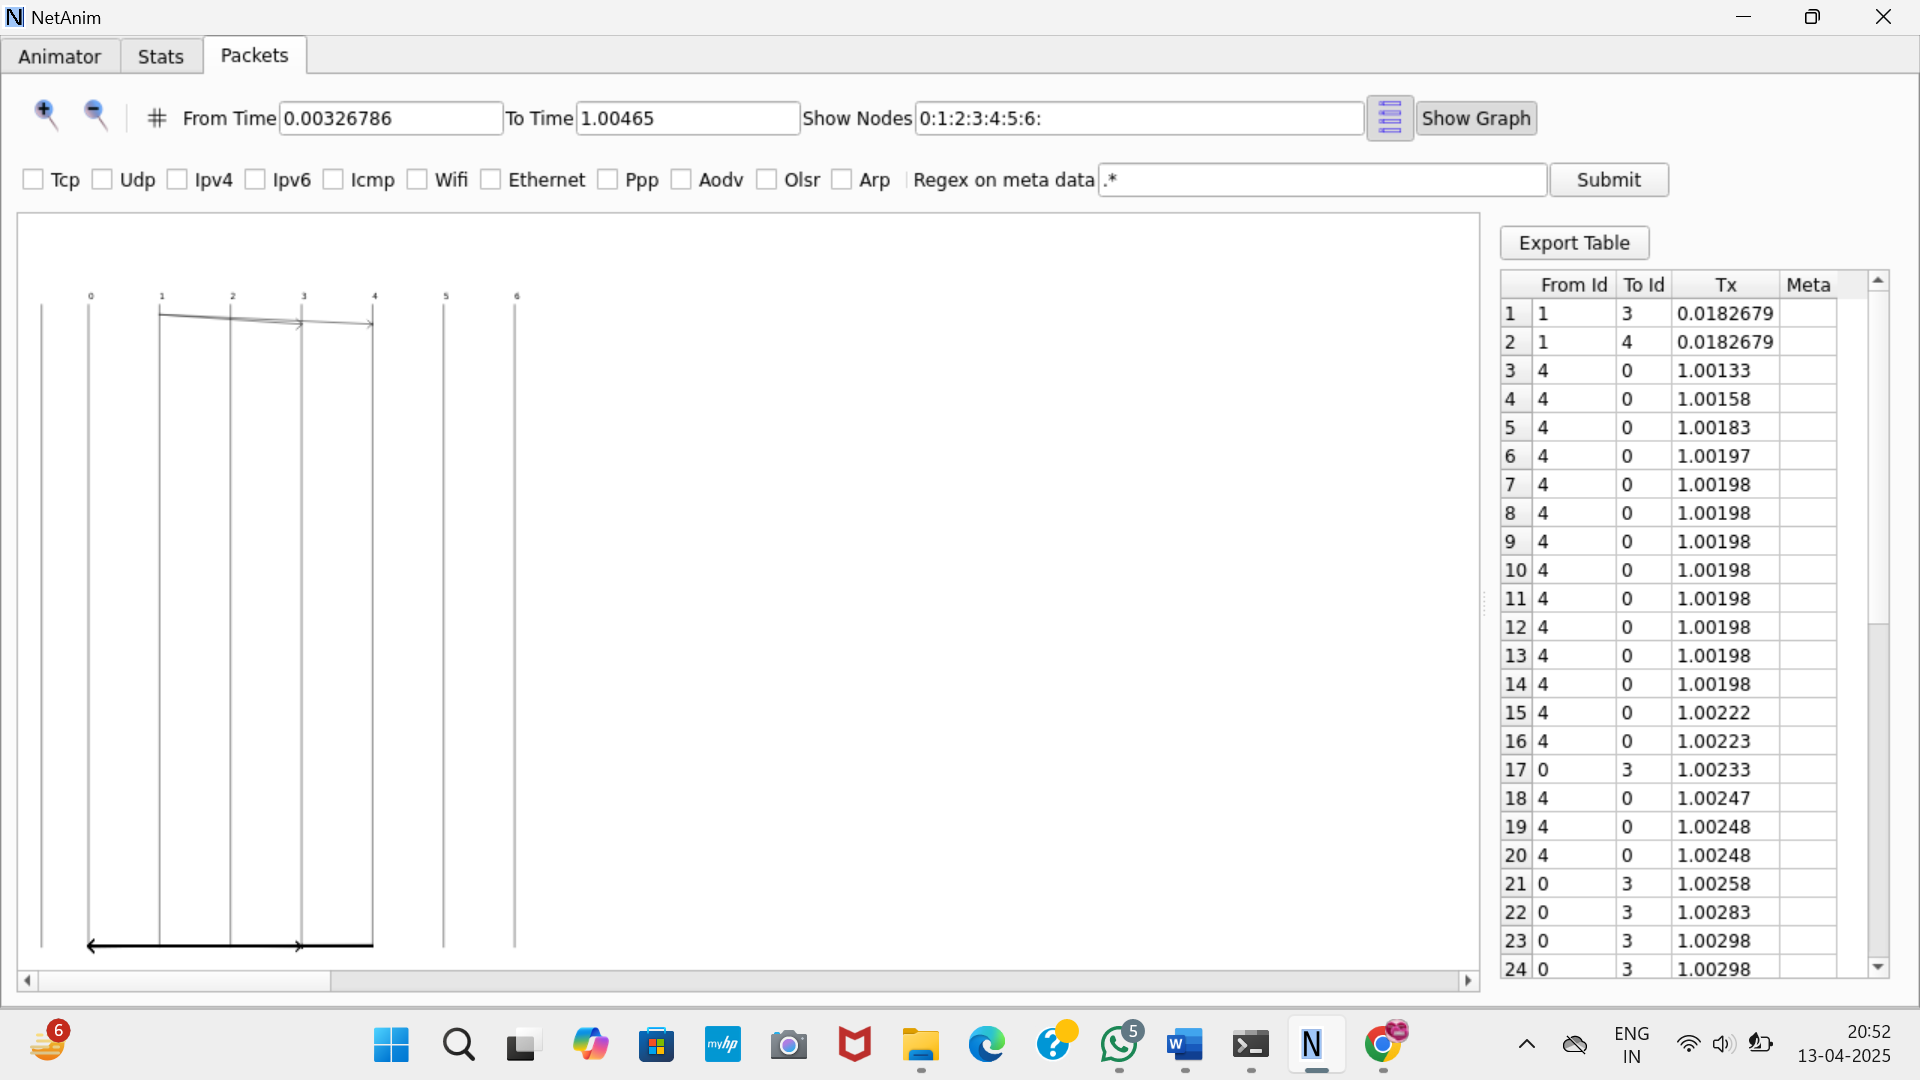 NetAnim
Animator Stats Packets
# From Time 0.00326786 To Time 1.00465 Show Nodes 0:1:2:3:4:5:6: Show Graph
Tcp Udp Ipv4 Ipv6 Icmp Wifi Ethernet Ppp Aodv Olsr Arp Regex on meta data .* Submit
0 1 2 3 4 5 6
Export Table
From Id To Id Tx Meta
1 1 3 0.0182679
2 1 4 0.0182679
3 4 0 1.00133
4 4 0 1.00158
5 4 0 1.00183
6 4 0 1.00197
7 4 0 1.00198
8 4 0 1.00198
9 4 0 1.00198
10 4 0 1.00198
11 4 0 1.00198
12 4 0 1.00198
13 4 0 1.00198
14 4 0 1.00198
15 4 0 1.00222
16 4 0 1.00223
17 0 3 1.00233
18 4 0 1.00247
19 4 0 1.00248
20 4 0 1.00248
21 0 3 1.00258
22 0 3 1.00283
23 0 3 1.00298
24 0 3 1.00298
6
myhp
5
ENG
IN
20:52
13-04-2025